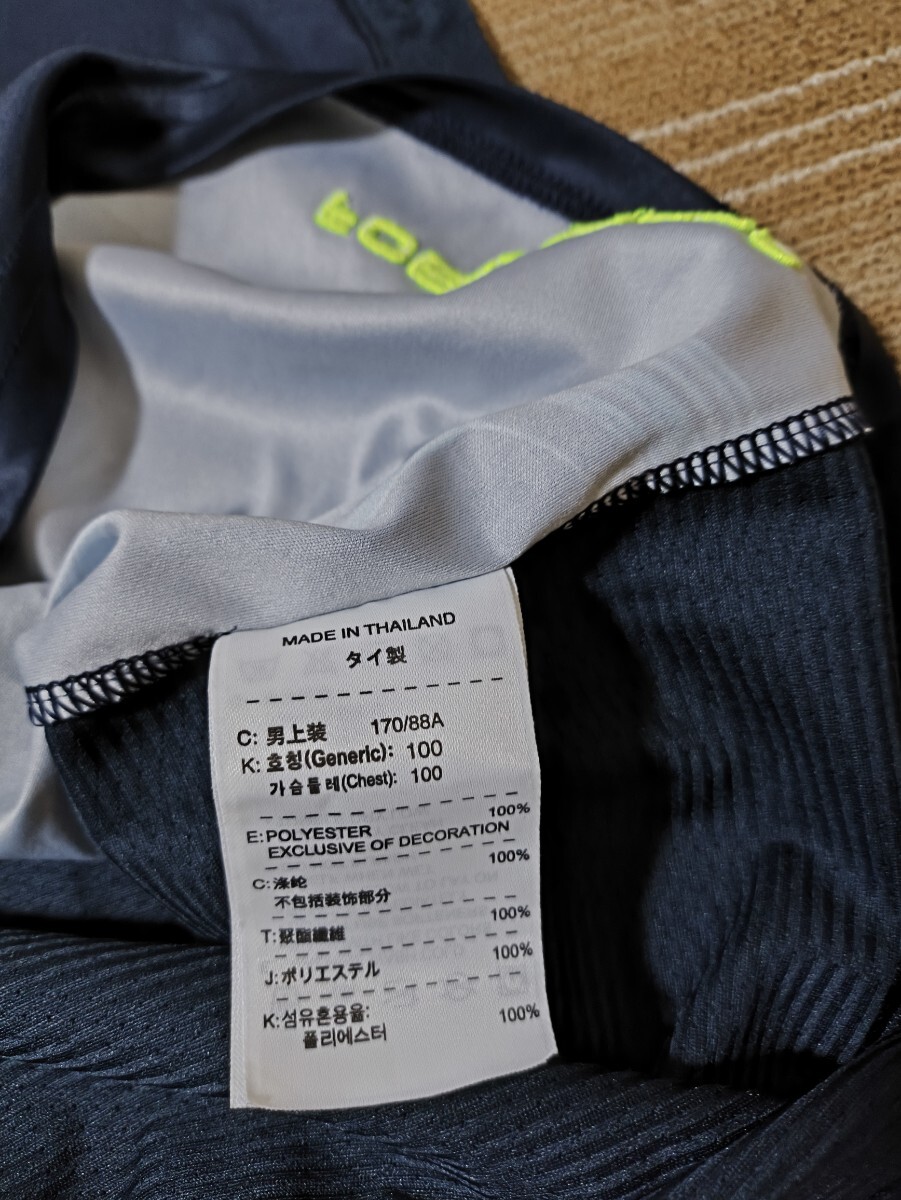 MADE IN THAILAND
タイ製
C: 男上装 170/88A
K: 호칭(Generic): 100
가슴둘레(Chest): 100
100%
E: POLYESTER
EXCLUSIVE OF DECORATION
100%
C: 涤纶
不包括装饰部分
100%
T: 聚酯纖維
100%
J: ポリエステル
K: 섬유혼용율: 100%
폴리에스터